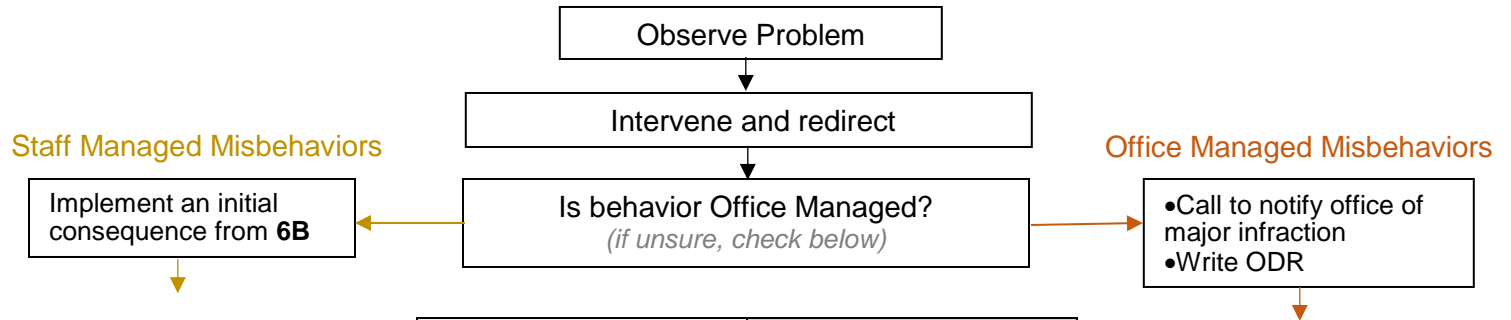 Observe Problem
Intervene and redirect
Staff Managed Misbehaviors
Office Managed Misbehaviors
Implement an initial
consequence from 6B
Is behavior Office Managed?
(if unsure, check below)
•Call to notify office of
major infraction
•Write ODR